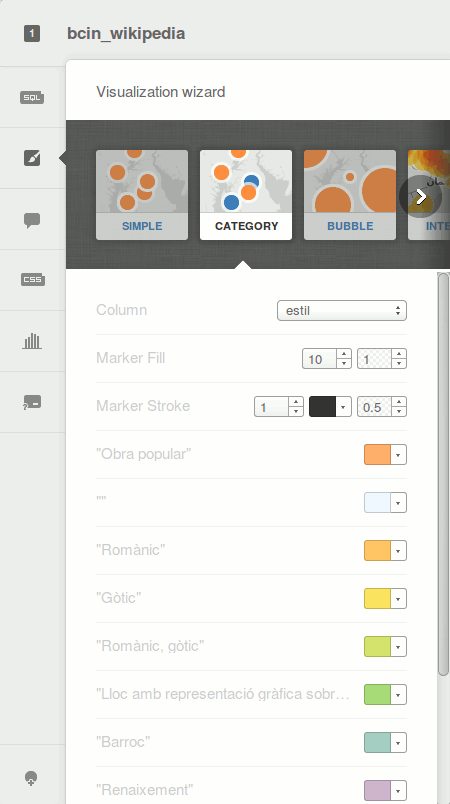 1
bcin_wikipedia
SQL
Visualization wizard
SIMPLE
CATEGORY
BUBBLE
INTE
Column
estil
Marker Fill
10
1
Marker Stroke
1
0.5
CSS
"Obra popular"
""
"Romànic"
"Gòtic"
"Romànic, gòtic"
"Lloc amb representació gràfica sobr…
"Barroc"
"Renaixement"